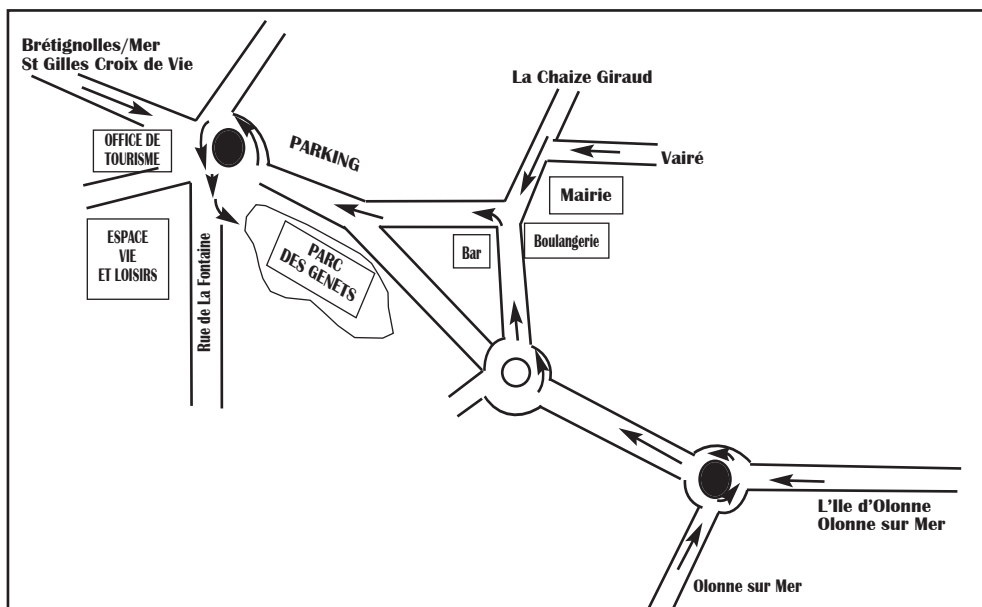 Brétignolles/Mer
St Gilles Croix de Vie
La Chaize Giraud
OFFICE DE
TOURISME
PARKING
Vairé
Mairie
ESPACE
VIE
ET LOISIRS
Rue de La Fontaine
PARC
DES GENETS
Bar
Boulangerie
L'Ile d'Olonne
Olonne sur Mer
Olonne sur Mer